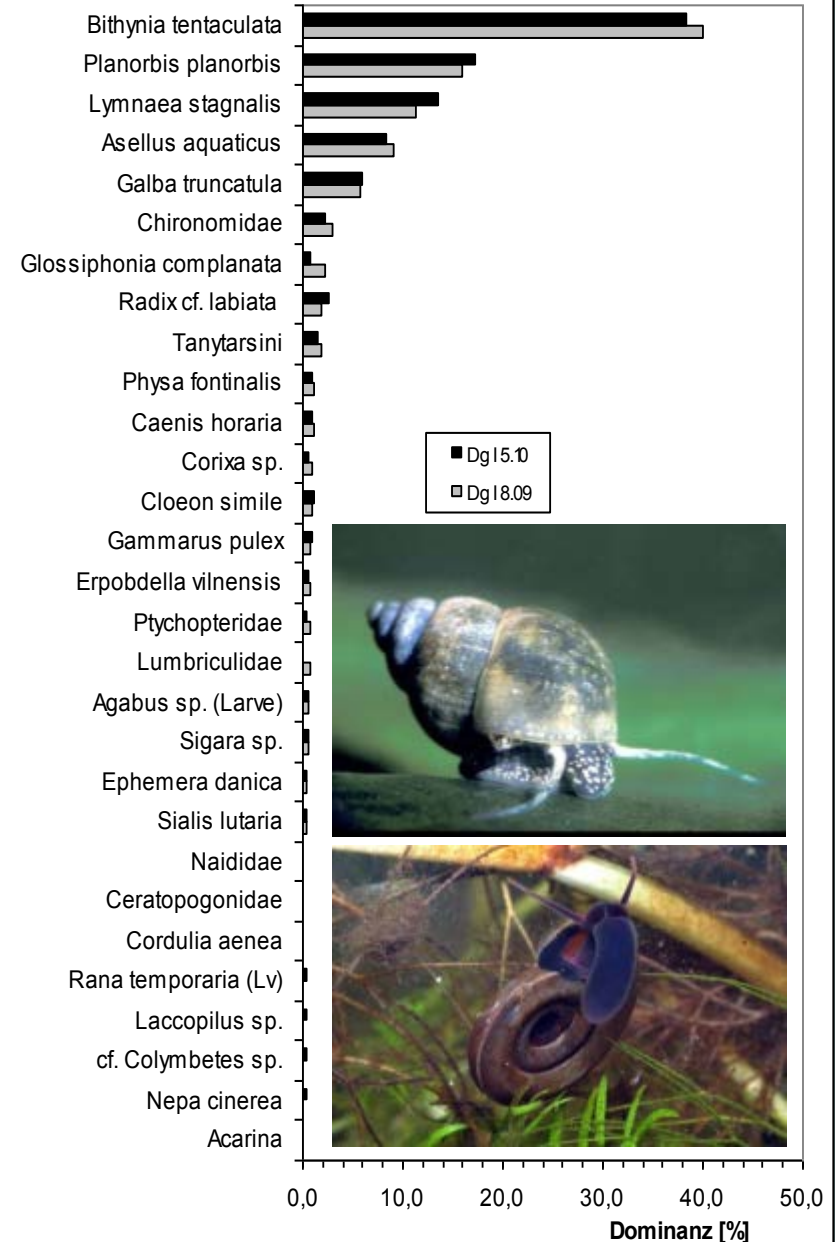 Bithynia tentaculata
Planorbis planorbis
Lymnaea stagnalis
Asellus aquaticus
Galba truncatula
Chironomidae
Glossiphonia complanata
Radix cf. labiata
Tanytarsini
Physa fontinalis
Caenis horaria
Corixa sp.
Cloeon simile
Gammarus pulex
Erpobdella vilnensis
Ptychopteridae
Lumbriculidae
Agabus sp. (Larve)
Sigara sp.
Ephemera danica
Sialis lutaria
Naididae
Ceratopogonidae
Cordulia aenea
Rana temporaria (Lv)
Laccopilus sp.
cf. Colymbetes sp.
Nepa cinerea
Acarina
Dg I 5.10
Dg I 8.09
0,0 10,0 20,0 30,0 40,0 50,0
Dominanz [%]